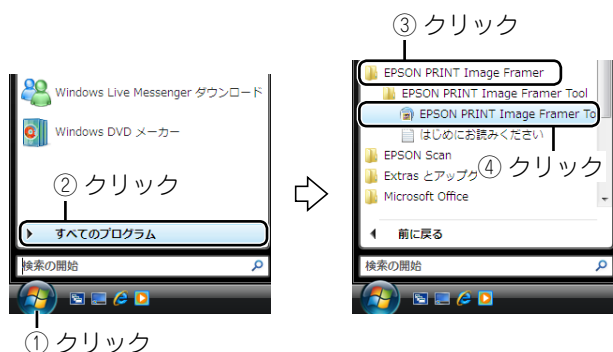 Windows Live Messenger ダウンロード
Windows DVD メーカー
② クリック
すべてのプログラム
検索の開始
① クリック
③ クリック
EPSON PRINT Image Framer
EPSON PRINT Image Framer Tool
EPSON PRINT Image Framer To
はじめにお読みください
EPSON Scan
④ クリック
Extras とアップグ
Microsoft Office
前に戻る
検索の開始